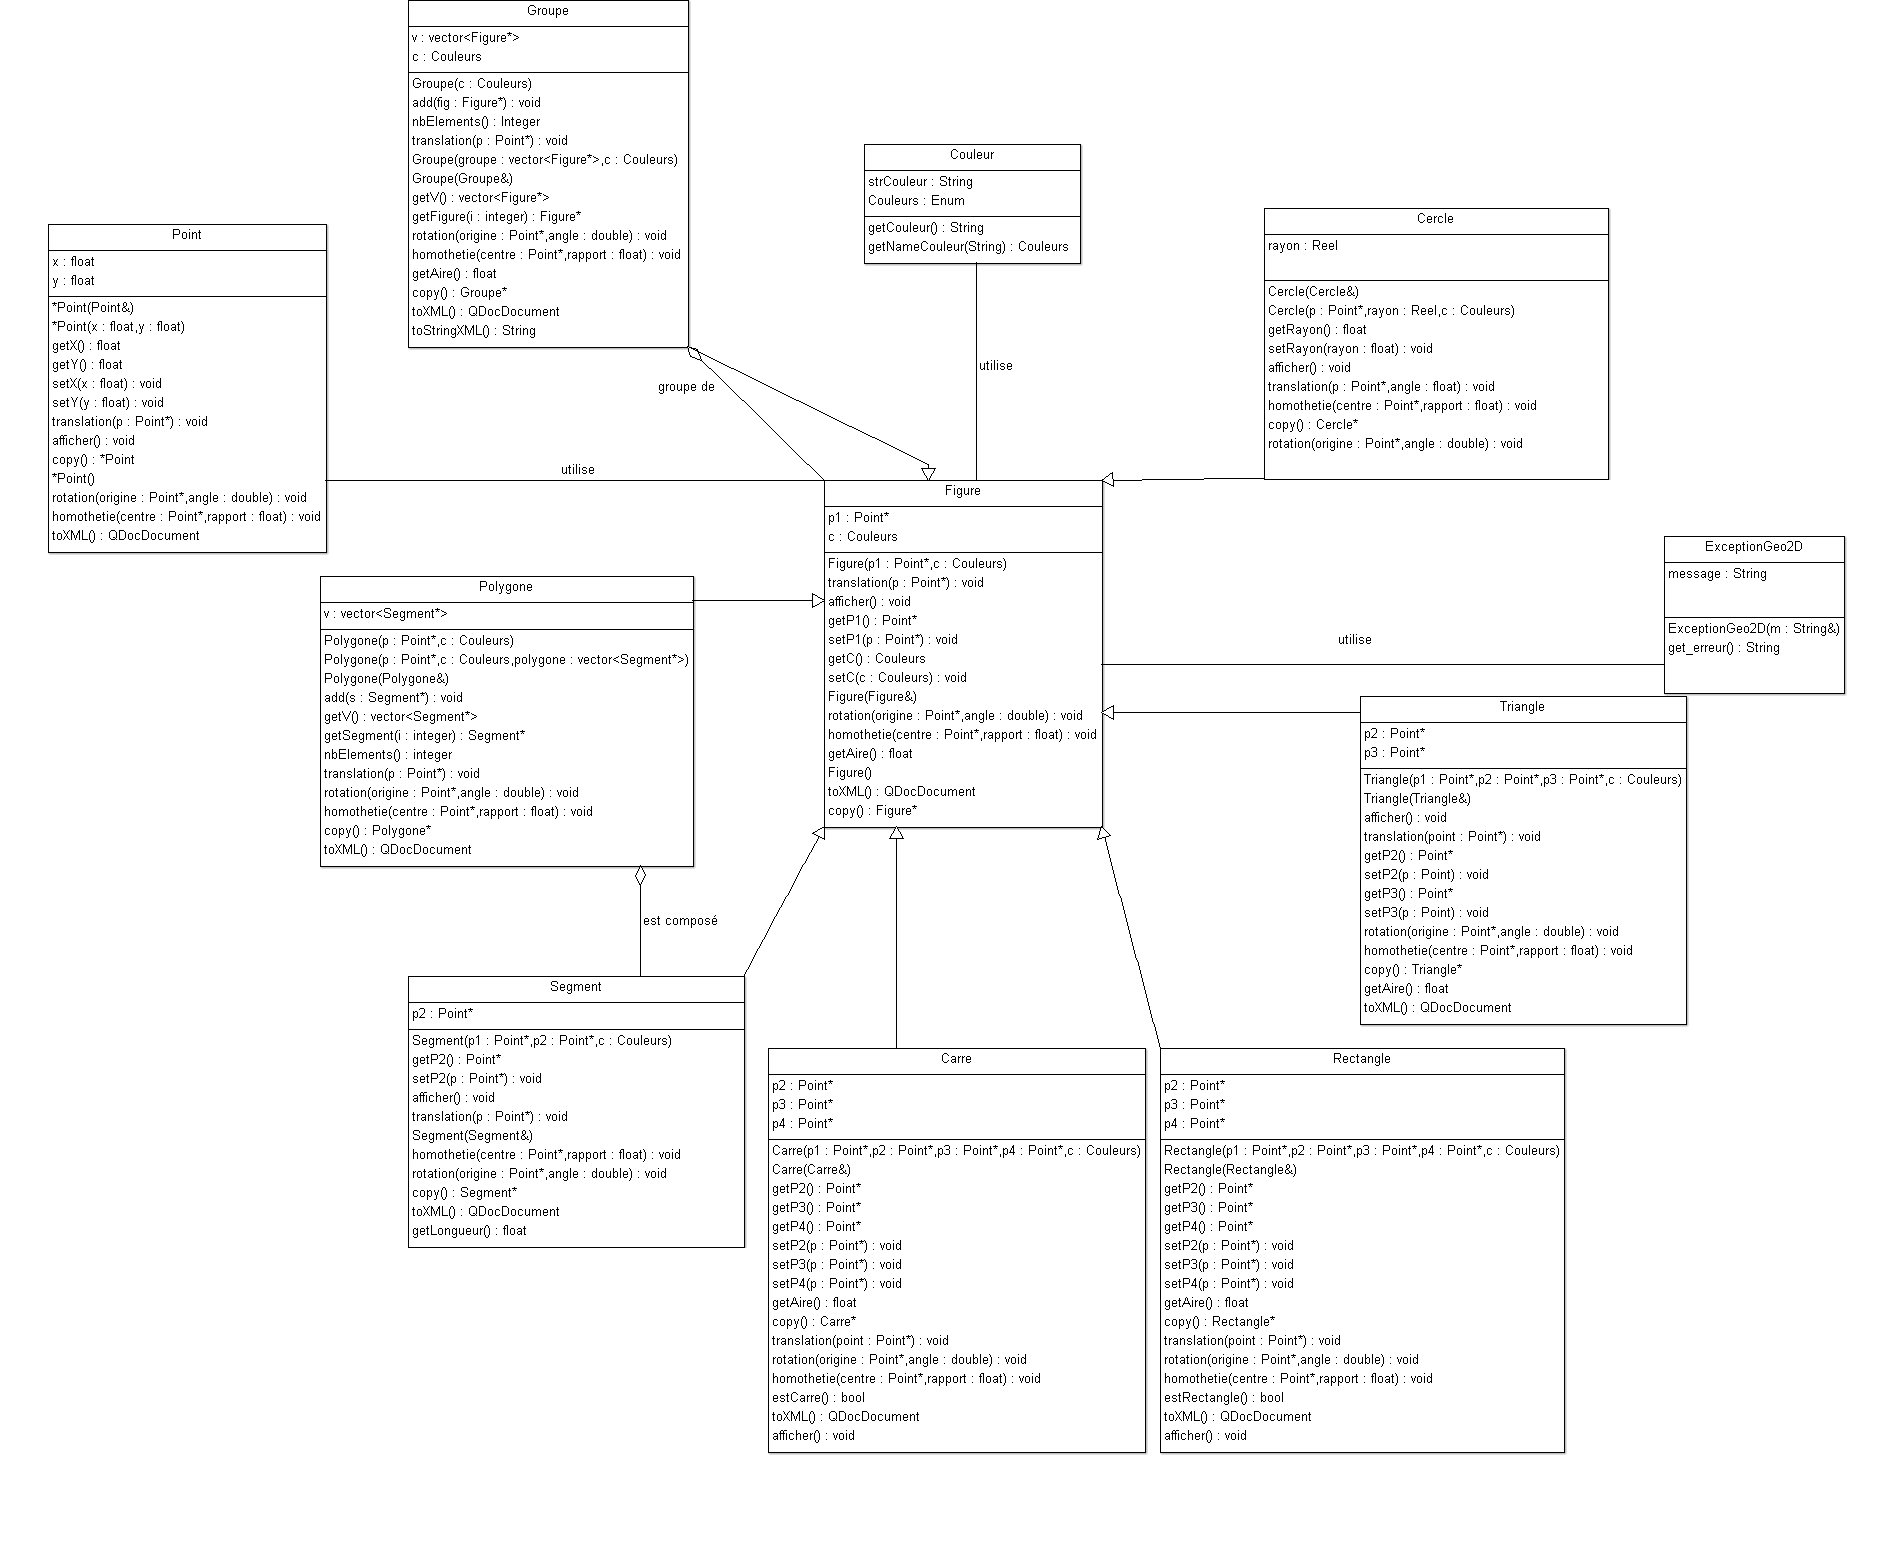 Groupe
v : vector<Figure*>
c : Couleurs
Groupe(c : Couleurs)
add(fig : Figure*) : void
nbElements() : Integer
translation(p : Point*) : void
Groupe(groupe : vector<Figure*>,c : Couleurs)
Groupe(Groupe&)
getV() : vector<Figure*>
getFigure(i : integer) : Figure*
rotation(origine : Point*,angle : double) : void
homothetie(centre : Point*,rapport : float) : void
getAire() : float
copy() : Groupe*
toXML() : QDocDocument
toStringXML() : String
Couleur
strCouleur : String
Couleurs : Enum
getCouleur() : String
getNameCouleur(String) : Couleurs
Cercle
rayon : Reel
Cercle(Cercle&)
Cercle(p : Point*,rayon : Reel,c : Couleurs)
getRayon() : float
setRayon(rayon : float) : void
afficher() : void
translation(p : Point*,angle : float) : void
homothetie(centre : Point*,rapport : float) : void
copy() : Cercle*
rotation(origine : Point*,angle : double) : void
Point
x : float
y : float
*Point(Point&)
*Point(x : float,y : float)
getX() : float
getY() : float
setX(x : float) : void
setY(y : float) : void
translation(p : Point*) : void
afficher() : void
copy() : *Point
*Point()
rotation(origine : Point*,angle : double) : void
homothetie(centre : Point*,rapport : float) : void
toXML() : QDocDocument
groupe de
utilise
utilise
Figure
p1 : Point*
c : Couleurs
Figure(p1 : Point*,c : Couleurs)
translation(p : Point*) : void
afficher() : void
getP1() : Point*
setP1(p : Point*) : void
getC() : Couleurs
setC(c : Couleurs) : void
Figure(Figure&)
rotation(origine : Point*,angle : double) : void
homothetie(centre : Point*,rapport : float) : void
getAire() : float
Figure()
toXML() : QDocDocument
copy() : Figure*
utilise
ExceptionGeo2D
message : String
ExceptionGeo2D(m : String&)
get_erreur() : String
Polygone
v : vector<Segment*>
Polygone(p : Point*,c : Couleurs)
Polygone(p : Point*,c : Couleurs,polygone : vector<Segment*>)
Polygone(Polygone&)
add(s : Segment*) : void
getV() : vector<Segment*>
getSegment(i : integer) : Segment*
nbElements() : integer
translation(p : Point*) : void
rotation(origine : Point*,angle : double) : void
homothetie(centre : Point*,rapport : float) : void
copy() : Polygone*
toXML() : QDocDocument
est composé
Triangle
p2 : Point*
p3 : Point*
Triangle(p1 : Point*,p2 : Point*,p3 : Point*,c : Couleurs)
Triangle(Triangle&)
afficher() : void
translation(point : Point*) : void
getP2() : Point*
setP2(p : Point) : void
getP3() : Point*
setP3(p : Point) : void
rotation(origine : Point*,angle : double) : void
homothetie(centre : Point*,rapport : float) : void
copy() : Triangle*
getAire() : float
toXML() : QDocDocument
Segment
p2 : Point*
Segment(p1 : Point*,p2 : Point*,c : Couleurs)
getP2() : Point*
setP2(p : Point*) : void
afficher() : void
translation(p : Point*) : void
Segment(Segment&)
homothetie(centre : Point*,rapport : float) : void
rotation(origine : Point*,angle : double) : void
copy() : Segment*
toXML() : QDocDocument
getLongueur() : float
Carre
p2 : Point*
p3 : Point*
p4 : Point*
Carre(p1 : Point*,p2 : Point*,p3 : Point*,p4 : Point*,c : Couleurs)
Carre(Carre&)
getP2() : Point*
getP3() : Point*
getP4() : Point*
setP2(p : Point*) : void
setP3(p : Point*) : void
setP4(p : Point*) : void
getAire() : float
copy() : Carre*
translation(point : Point*) : void
rotation(origine : Point*,angle : double) : void
homothetie(centre : Point*,rapport : float) : void
estCarre() : bool
toXML() : QDocDocument
afficher() : void
Rectangle
p2 : Point*
p3 : Point*
p4 : Point*
Rectangle(p1 : Point*,p2 : Point*,p3 : Point*,p4 : Point*,c : Couleurs)
Rectangle(Rectangle&)
getP2() : Point*
getP3() : Point*
getP4() : Point*
setP2(p : Point*) : void
setP3(p : Point*) : void
setP4(p : Point*) : void
getAire() : float
copy() : Rectangle*
translation(point : Point*) : void
rotation(origine : Point*,angle : double) : void
homothetie(centre : Point*,rapport : float) : void
estRectangle() : bool
toXML() : QDocDocument
afficher() : void